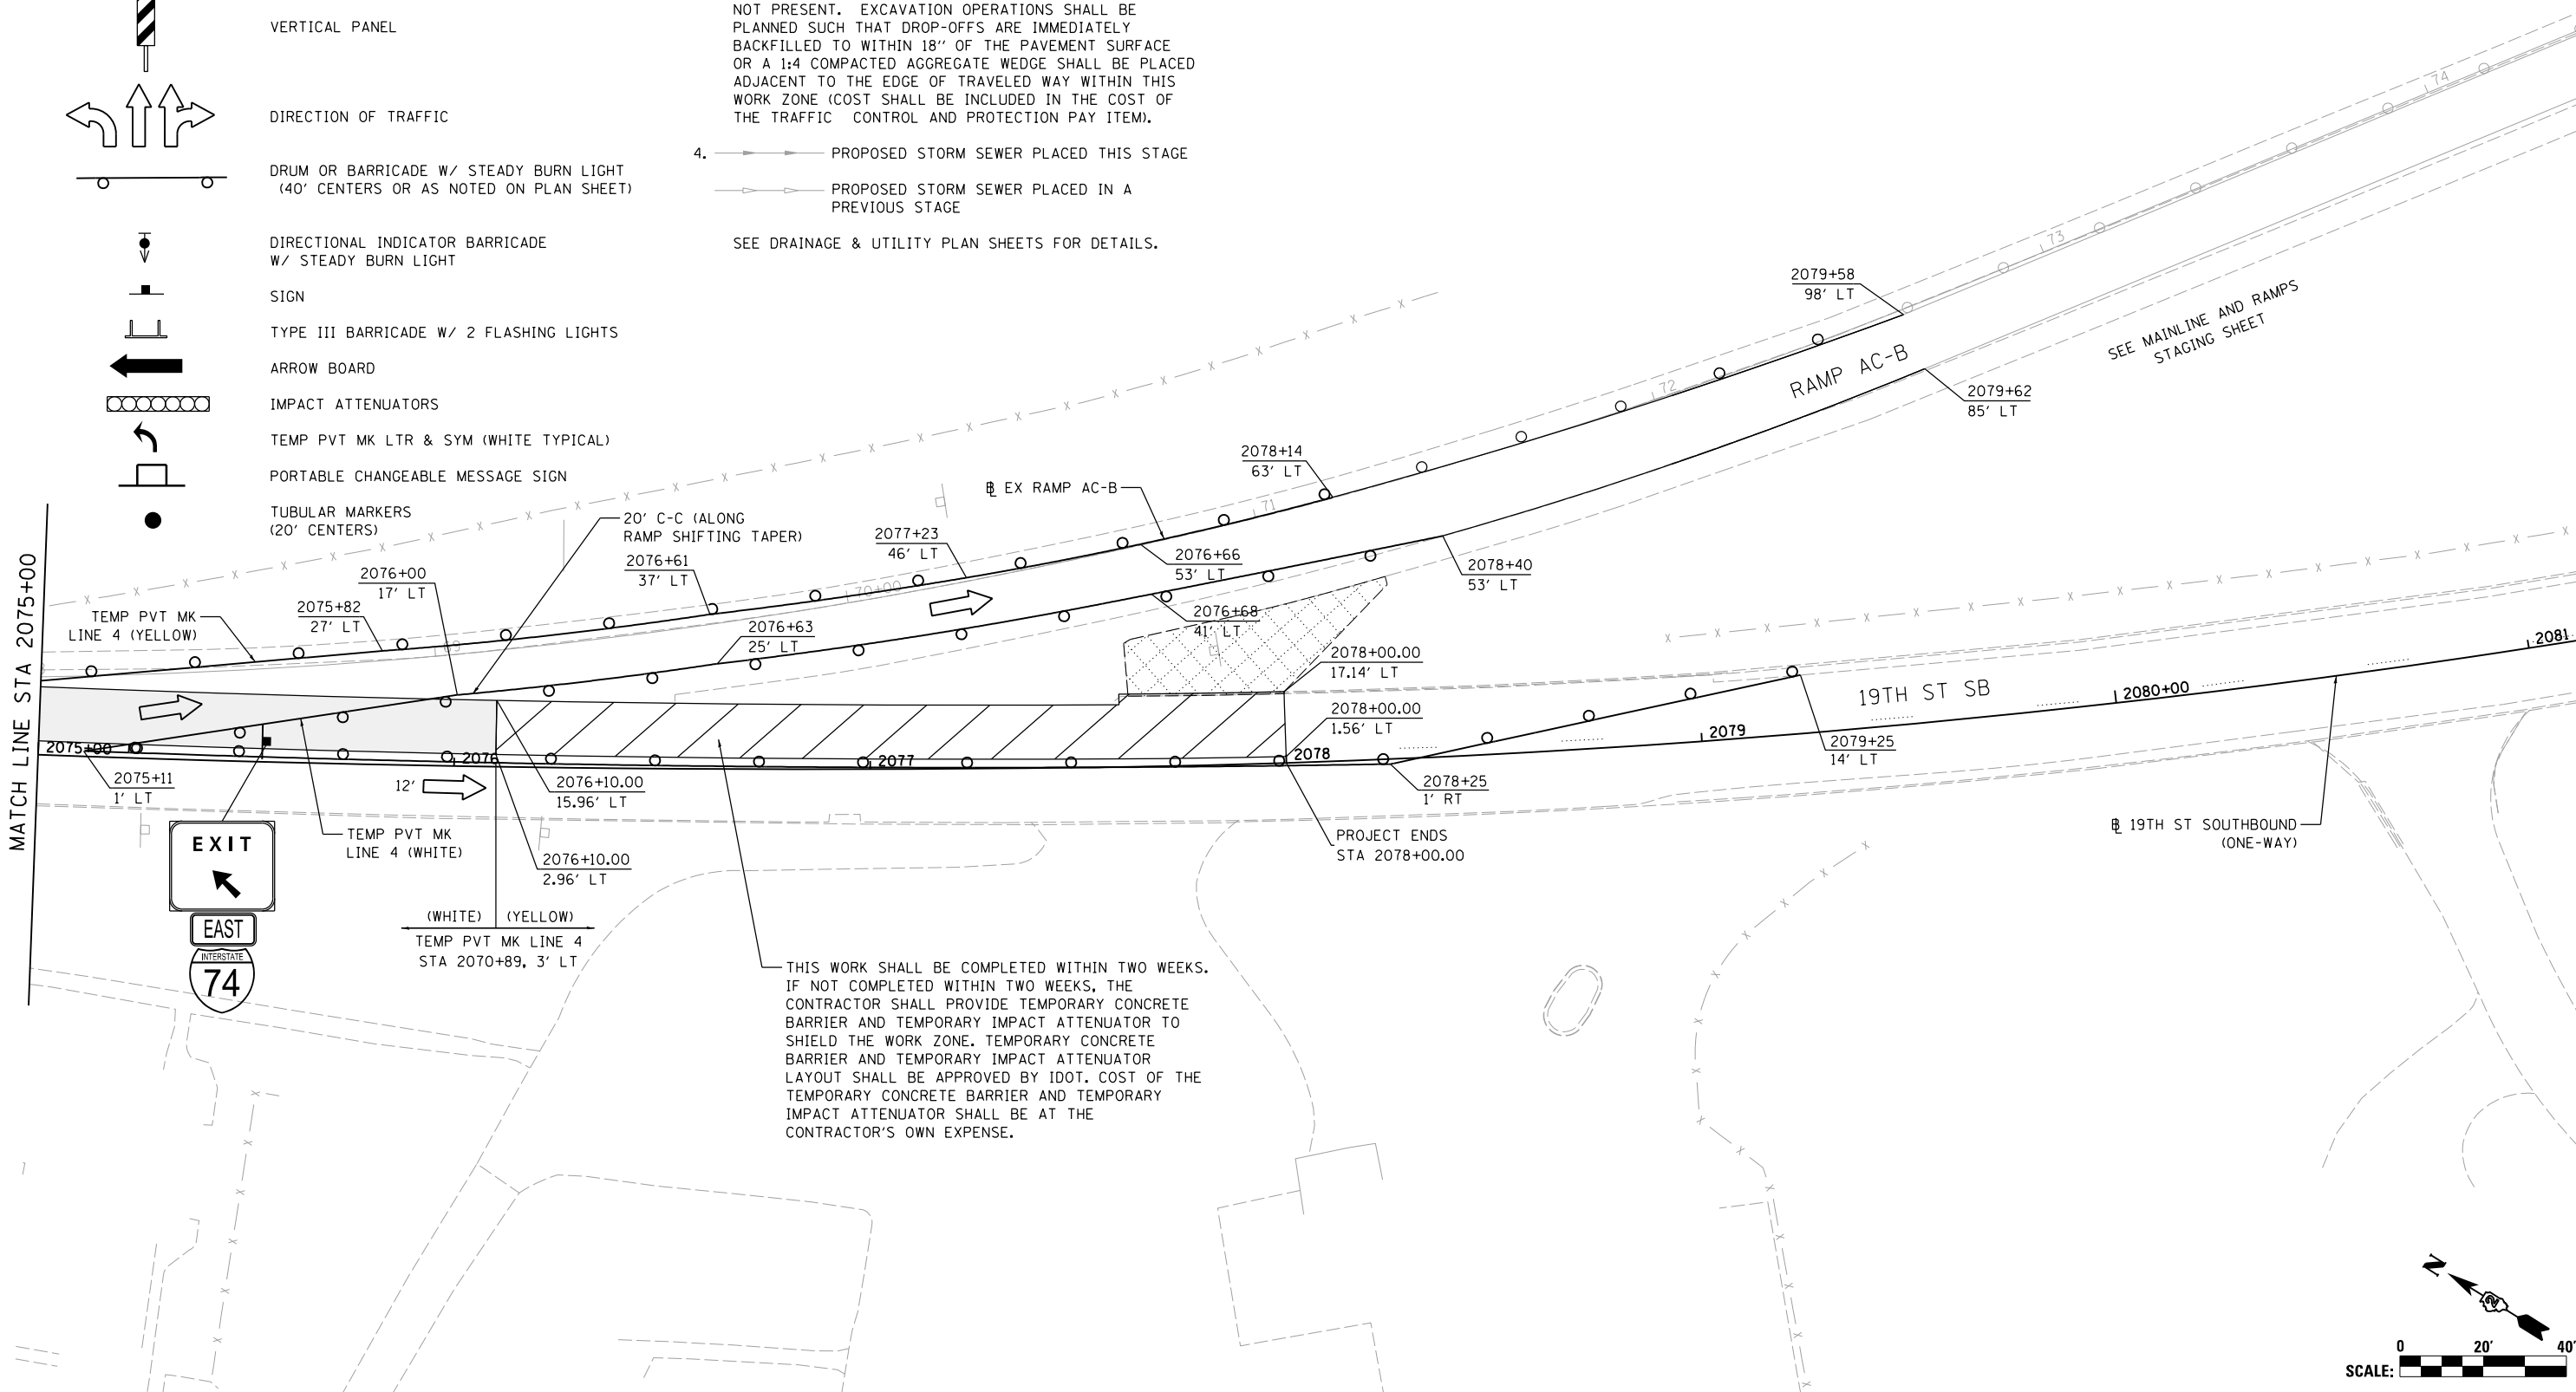 VERTICAL PANEL
DIRECTION OF TRAFFIC
DRUM OR BARRICADE W/ STEADY BURN LIGHT
(40' CENTERS OR AS NOTED ON PLAN SHEET)
DIRECTIONAL INDICATOR BARRICADE
W/ STEADY BURN LIGHT
SIGN
TYPE III BARRICADE W/ 2 FLASHING LIGHTS
ARROW BOARD
IMPACT ATTENUATORS
TEMP PVT MK LTR & SYM (WHITE TYPICAL)
PORTABLE CHANGEABLE MESSAGE SIGN
TUBULAR MARKERS
(20' CENTERS)
NOT PRESENT. EXCAVATION OPERATIONS SHALL BE
PLANNED SUCH THAT DROP-OFFS ARE IMMEDIATELY
BACKFILLED TO WITHIN 18'' OF THE PAVEMENT SURFACE
OR A 1:4 COMPACTED AGGREGATE WEDGE SHALL BE PLACED
ADJACENT TO THE EDGE OF TRAVELED WAY WITHIN THIS
WORK ZONE (COST SHALL BE INCLUDED IN THE COST OF
THE TRAFFIC CONTROL AND PROTECTION PAY ITEM).
4. PROPOSED STORM SEWER PLACED THIS STAGE
PROPOSED STORM SEWER PLACED IN A
PREVIOUS STAGE
SEE DRAINAGE & UTILITY PLAN SHEETS FOR DETAILS.
74
73
72
71
70+00
69
2079+58
98' LT
SEE MAINLINE AND RAMPS
STAGING SHEET
RAMP AC-B
2079+62
85' LT
2078+14
63' LT
℄ EX RAMP AC-B
20' C-C (ALONG
RAMP SHIFTING TAPER)
2077+23
46' LT
2076+66
53' LT
2076+61
37' LT
2078+40
53' LT
2076+00
17' LT
2075+82
27' LT
TEMP PVT MK
LINE 4 (YELLOW)
2076+68
41' LT
2076+63
25' LT
2078+00.00
17.14' LT
2078+00.00
1.56' LT
MATCH LINE STA 2075+00
2075+00
2076
2077
2078
2079
2080+00
2081
19TH ST SB
2075+11
1' LT
12'
2076+10.00
15.96' LT
2078+25
1' RT
2079+25
14' LT
TEMP PVT MK
LINE 4 (WHITE)
2076+10.00
2.96' LT
PROJECT ENDS
STA 2078+00.00
℄ 19TH ST SOUTHBOUND
(ONE-WAY)
EXIT
EAST
INTERSTATE
74
(WHITE) (YELLOW)
TEMP PVT MK LINE 4
STA 2070+89, 3' LT
THIS WORK SHALL BE COMPLETED WITHIN TWO WEEKS.
IF NOT COMPLETED WITHIN TWO WEEKS, THE
CONTRACTOR SHALL PROVIDE TEMPORARY CONCRETE
BARRIER AND TEMPORARY IMPACT ATTENUATOR TO
SHIELD THE WORK ZONE. TEMPORARY CONCRETE
BARRIER AND TEMPORARY IMPACT ATTENUATOR
LAYOUT SHALL BE APPROVED BY IDOT. COST OF THE
TEMPORARY CONCRETE BARRIER AND TEMPORARY
IMPACT ATTENUATOR SHALL BE AT THE
CONTRACTOR'S OWN EXPENSE.
N
SCALE: 0 20' 40'